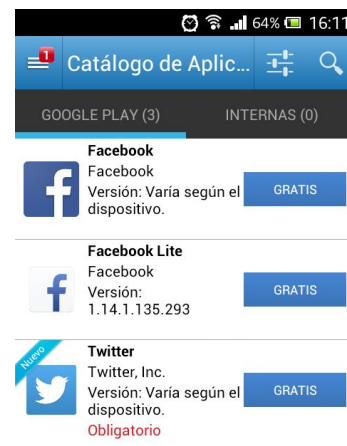 64% 16:11
1
Catálogo de Aplic...
GOOGLE PLAY (3) INTERNAS (0)
Facebook
Facebook
Versión: Varía según el
dispositivo.
GRATIS
Facebook Lite
Facebook
Versión:
1.14.1.135.293
GRATIS
Nuevo
Twitter
Twitter, Inc.
Versión: Varía según el
dispositivo.
Obligatorio
GRATIS